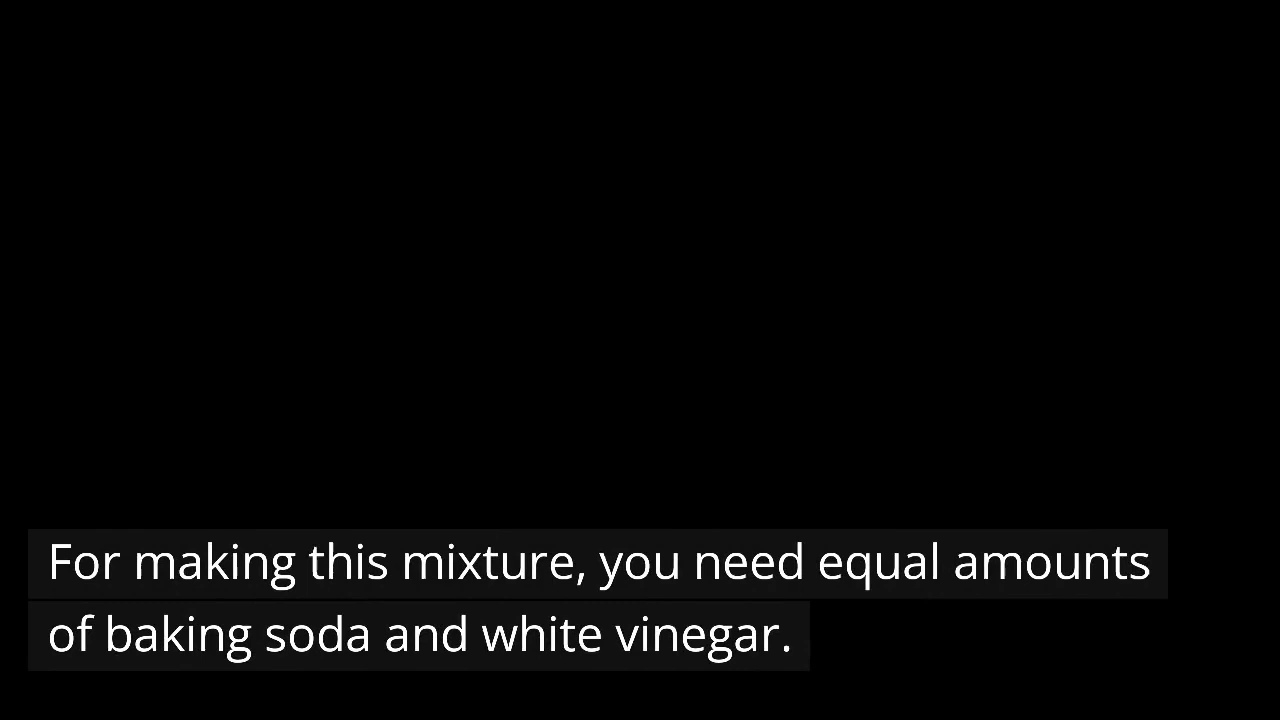 For making this mixture, you need equal amounts
of baking soda and white vinegar.